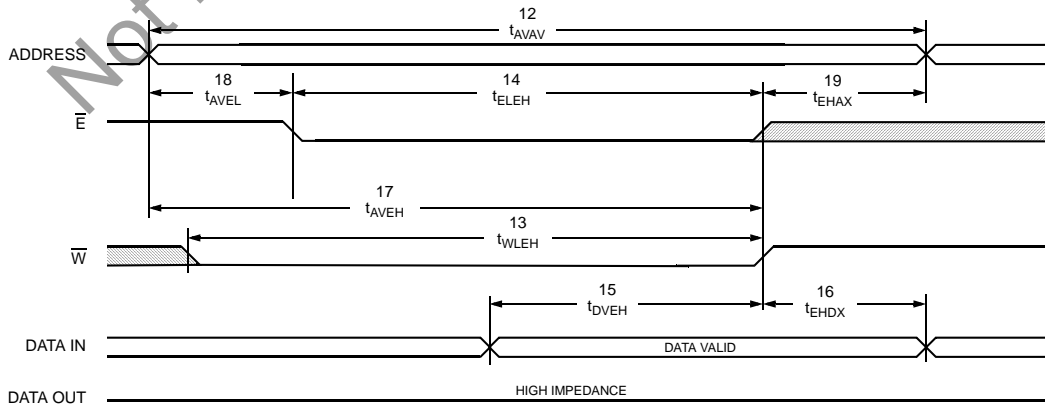 12
tAVAV
ADDRESS
18
tAVEL
14
tELEH
19
tEHAX
E
17
tAVEH
13
tWLEH
W
15
tDVEH
16
tEHDX
DATA IN
DATA VALID
DATA OUT
HIGH IMPEDANCE
Not